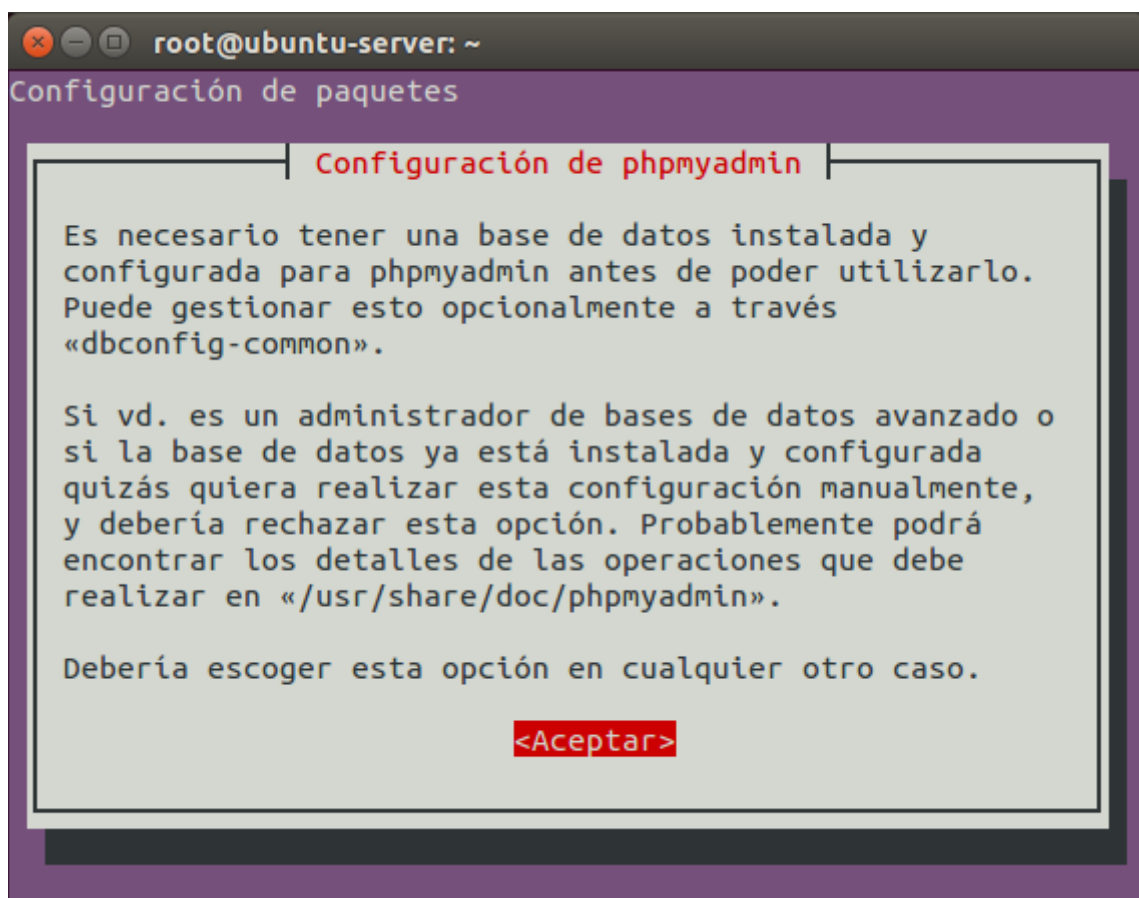 root@ubuntu-server: ~
Configuración de paquetes
Configuración de phpmyadmin
Es necesario tener una base de datos instalada y
configurada para phpmyadmin antes de poder utilizarlo.
Puede gestionar esto opcionalmente a través
«dbconfig-common».
Si vd. es un administrador de bases de datos avanzado o
si la base de datos ya está instalada y configurada
quizás quiera realizar esta configuración manualmente,
y debería rechazar esta opción. Probablemente podrá
encontrar los detalles de las operaciones que debe
realizar en «/usr/share/doc/phpmyadmin».
Debería escoger esta opción en cualquier otro caso.
<Aceptar>